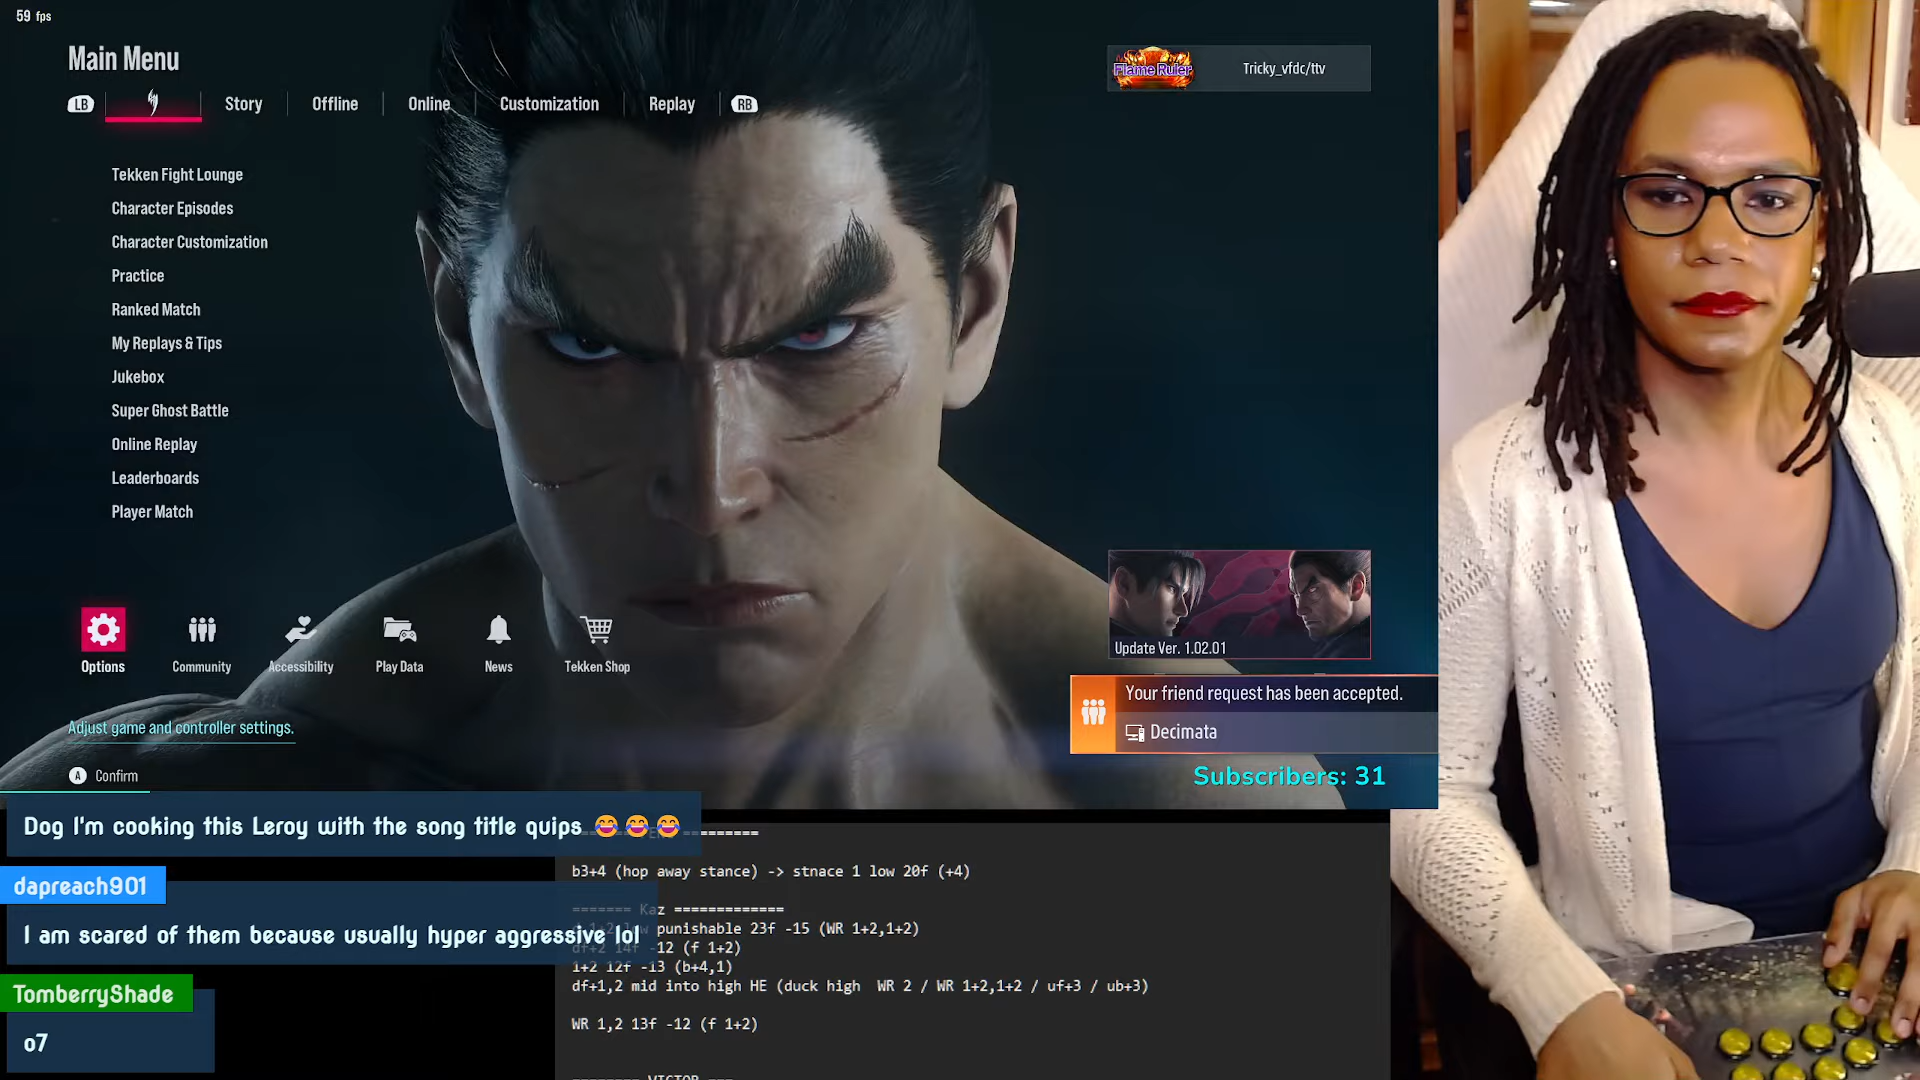 59 fps
Main Menu
LB
Story
Offline
Online
Customization
Replay
RB
Flame Ruler
Tricky_vfdc/ttv
Tekken Fight Lounge
Character Episodes
Character Customization
Practice
Ranked Match
My Replays & Tips
Jukebox
Super Ghost Battle
Online Replay
Leaderboards
Player Match
Options
Community
Accessibility
Play Data
News
Tekken Shop
Update Ver. 1.02.01
Your friend request has been accepted.
Decimata
Adjust game and controller settings.
A Confirm
Subscribers: 31
Dog I'm cooking this Leroy with the song title quips 😂😂😂
dapreach901
I am scared of them because usually hyper aggressive lol
TomberryShade
o7
=========
b3+4 (hop away stance) -> stnace 1 low 20f (+4)
======= Kaz =============
punishable 23f -15 (WR 1+2,1+2)
df+2 14f -12 (f 1+2)
1+2 12f -13 (b+4,1)
df+1,2 mid into high HE (duck high WR 2 / WR 1+2,1+2 / uf+3 / ub+3)
WR 1,2 13f -12 (f 1+2)
======= VICTOR ===